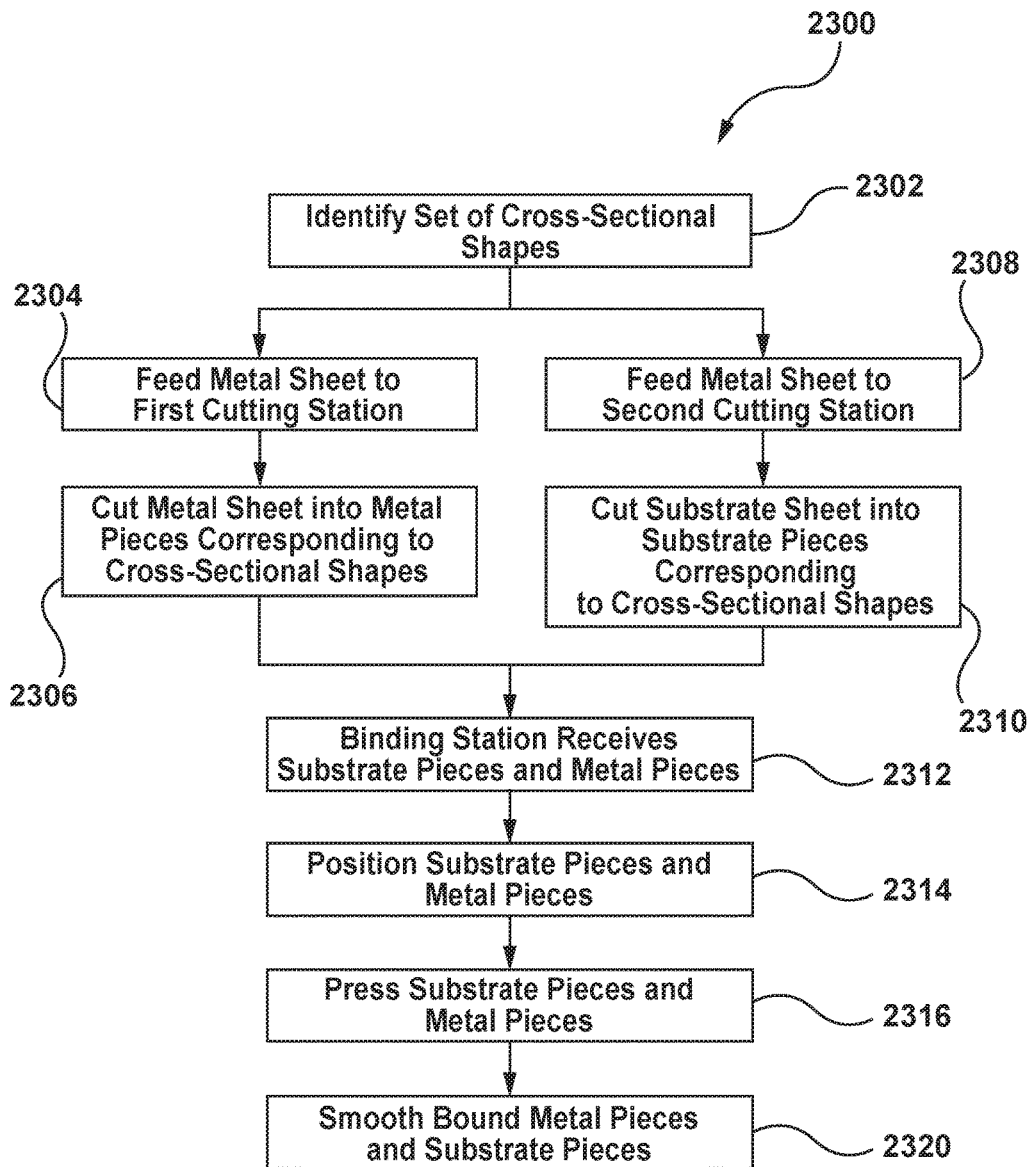 2300
2302
Identify Set of Cross-Sectional
Shapes
2304
2308
Feed Metal Sheet to
First Cutting Station
Feed Metal Sheet to
Second Cutting Station
Cut Metal Sheet into Metal
Pieces Corresponding to
Cross-Sectional Shapes
Cut Substrate Sheet into
Substrate Pieces
Corresponding
to Cross-Sectional Shapes
2306
2310
Binding Station Receives
Substrate Pieces and Metal Pieces
2312
Position Substrate Pieces and
Metal Pieces
2314
Press Substrate Pieces and
Metal Pieces
2316
Smooth Bound Metal Pieces
and Substrate Pieces
2320